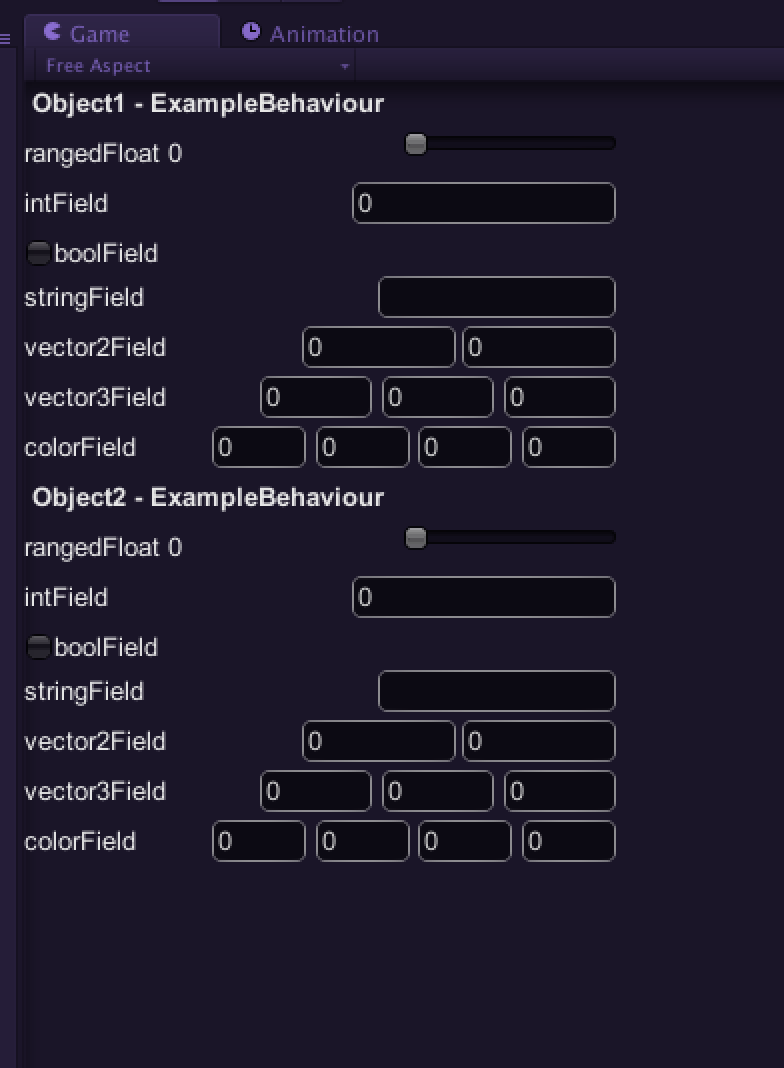 Game Animation
Free Aspect
Object1 - ExampleBehaviour
rangedFloat 0
intField 0
boolField
stringField
vector2Field 0 0
vector3Field 0 0 0
colorField 0 0 0 0
Object2 - ExampleBehaviour
rangedFloat 0
intField 0
boolField
stringField
vector2Field 0 0
vector3Field 0 0 0
colorField 0 0 0 0